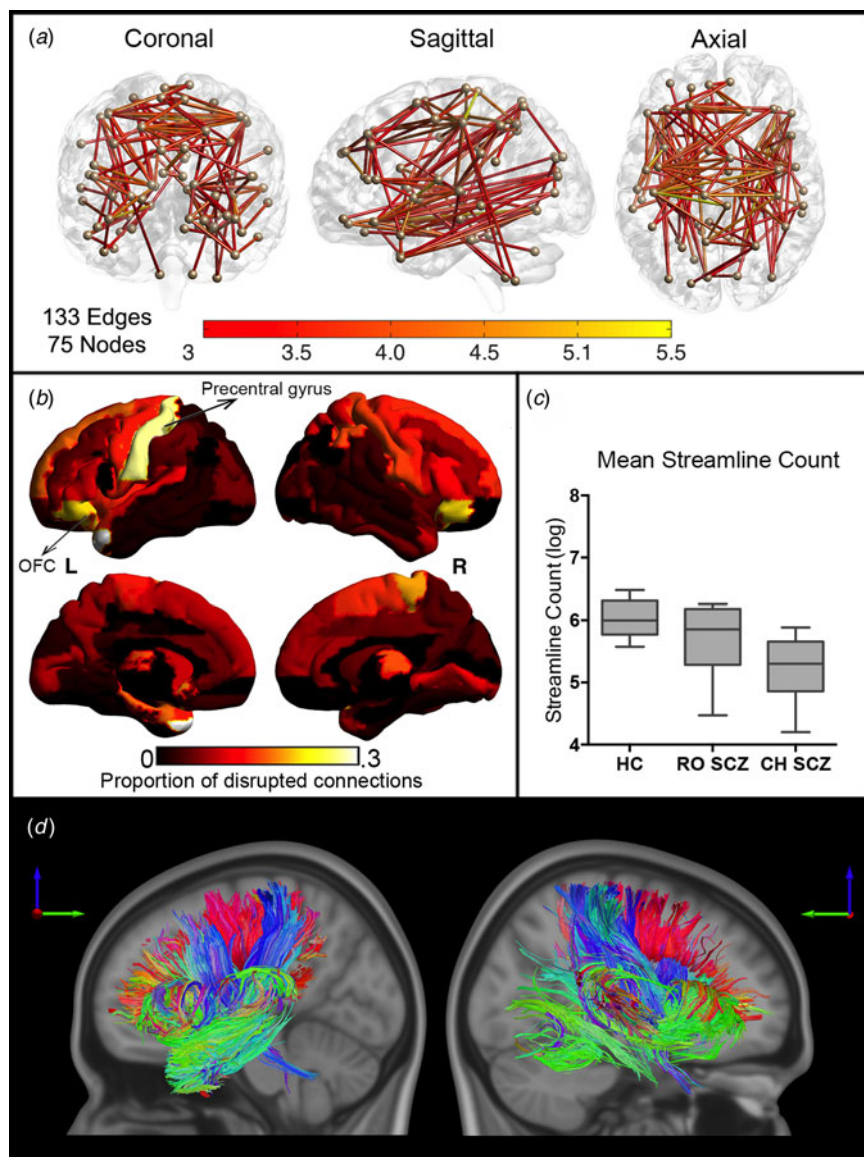 (a)
Coronal
Sagittal
Axial
133 Edges
75 Nodes
3 3.5 4.0 4.5 5.1 5.5
(b)
Precentral gyrus
OFC L
R
0 .3
Proportion of disrupted connections
(c)
Mean Streamline Count
Streamline Count (log)
8
7
6
5
4
HC RO SCZ CH SCZ
(d)